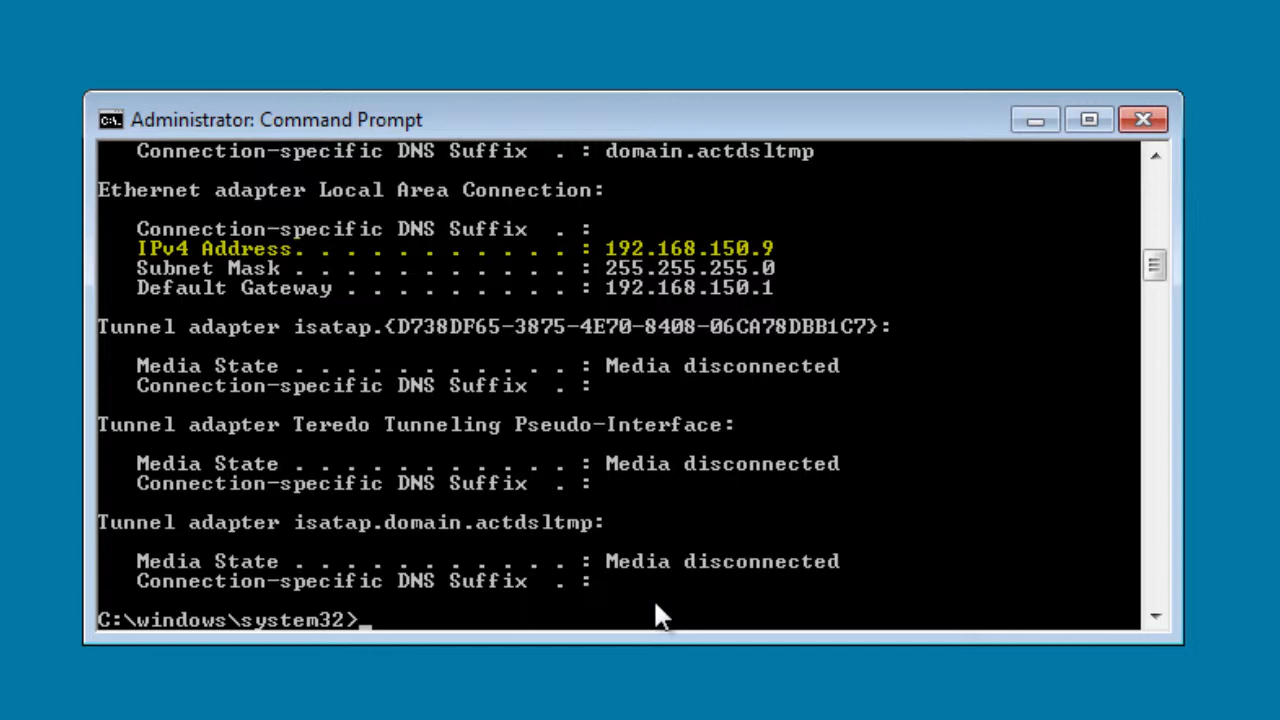 Administrator: Command Prompt
Connection-specific DNS Suffix . : domain.actdsltmp
Ethernet adapter Local Area Connection:
Connection-specific DNS Suffix . :
IPv4 Address. . . . . . . . . . . : 192.168.150.9
Subnet Mask . . . . . . . . . . . : 255.255.255.0
Default Gateway . . . . . . . . . : 192.168.150.1
Tunnel adapter isatap.{D738DF65-3875-4E70-8408-06CA78DBB1C7}:
Media State . . . . . . . . . . . : Media disconnected
Connection-specific DNS Suffix . :
Tunnel adapter Teredo Tunneling Pseudo-Interface:
Media State . . . . . . . . . . . : Media disconnected
Connection-specific DNS Suffix . :
Tunnel adapter isatap.domain.actdsltmp:
Media State . . . . . . . . . . . : Media disconnected
Connection-specific DNS Suffix . :
C:\windows\system32>_